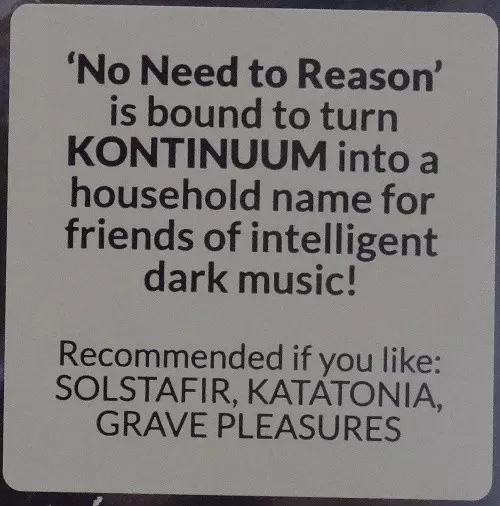 ‘No Need to Reason’
is bound to turn
KONTINUUM into a
household name for
friends of intelligent
dark music!
Recommended if you like:
SOLSTAFIR, KATATONIA,
GRAVE PLEASURES